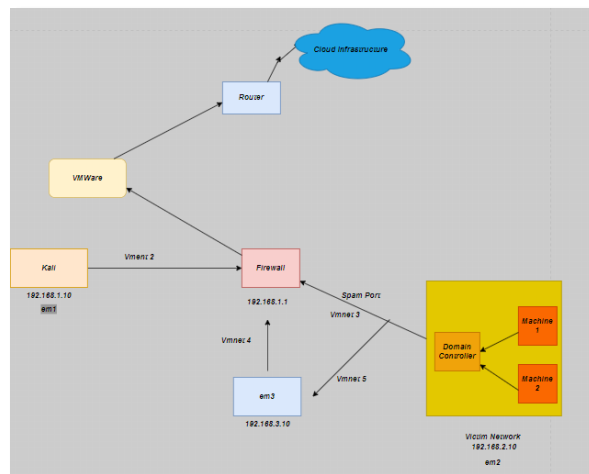 Cloud Infrastructure
Router
VMWare
Kali
Vment 2
Firewall
192.168.1.10
em1
192.168.1.1
Spam Port
Vmnet 3
Machine
1
Domain
Controller
Vmnet 4
Vmnet 5
Machine
2
em3
192.168.3.10
Victim Network
192.168.2.10
em2